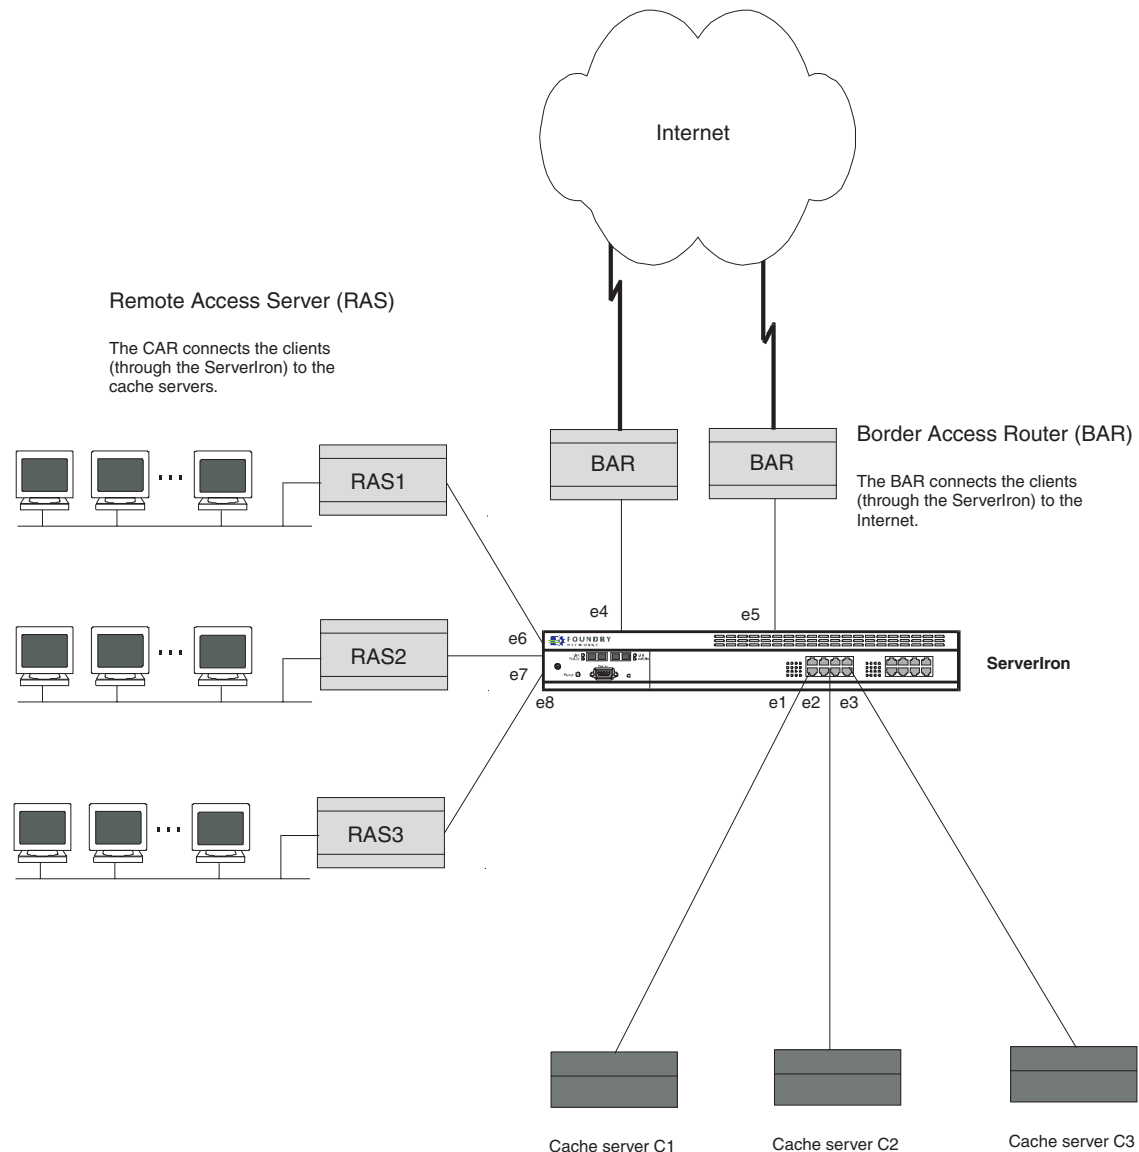 Internet
Remote Access Server (RAS)
The CAR connects the clients
(through the ServerIron) to the
cache servers.
BAR
BAR
Border Access Router (BAR)
The BAR connects the clients
(through the ServerIron) to the
Internet.
RAS1
RAS2
RAS3
e4
e5
e6
e7
e8
FOUNDRY
NETWORKS
ServerIron
e1
e2
e3
Cache server C1
Cache server C2
Cache server C3